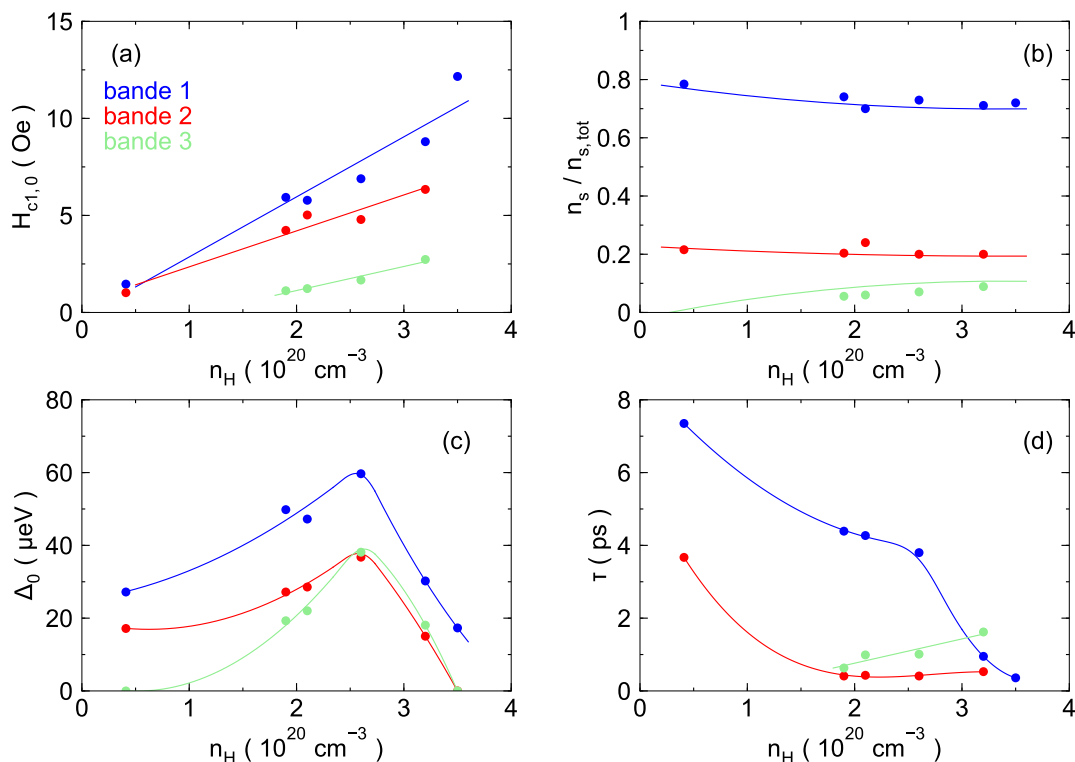 15
10
5
0
H_{c1,0} ( Oe )
(a)
bande 1
bande 2
bande 3
0 1 2 3 4
n_H ( 10^{20} cm^{−3} )
1
0.8
0.6
0.4
0.2
0
n_s / n_{s,tot}
(b)
0 1 2 3 4
n_H ( 10^{20} cm^{−3} )
80
60
40
20
0
Δ_0 ( μeV )
(c)
0 1 2 3 4
n_H ( 10^{20} cm^{−3} )
8
6
4
2
0
τ ( ps )
(d)
0 1 2 3 4
n_H ( 10^{20} cm^{−3} )